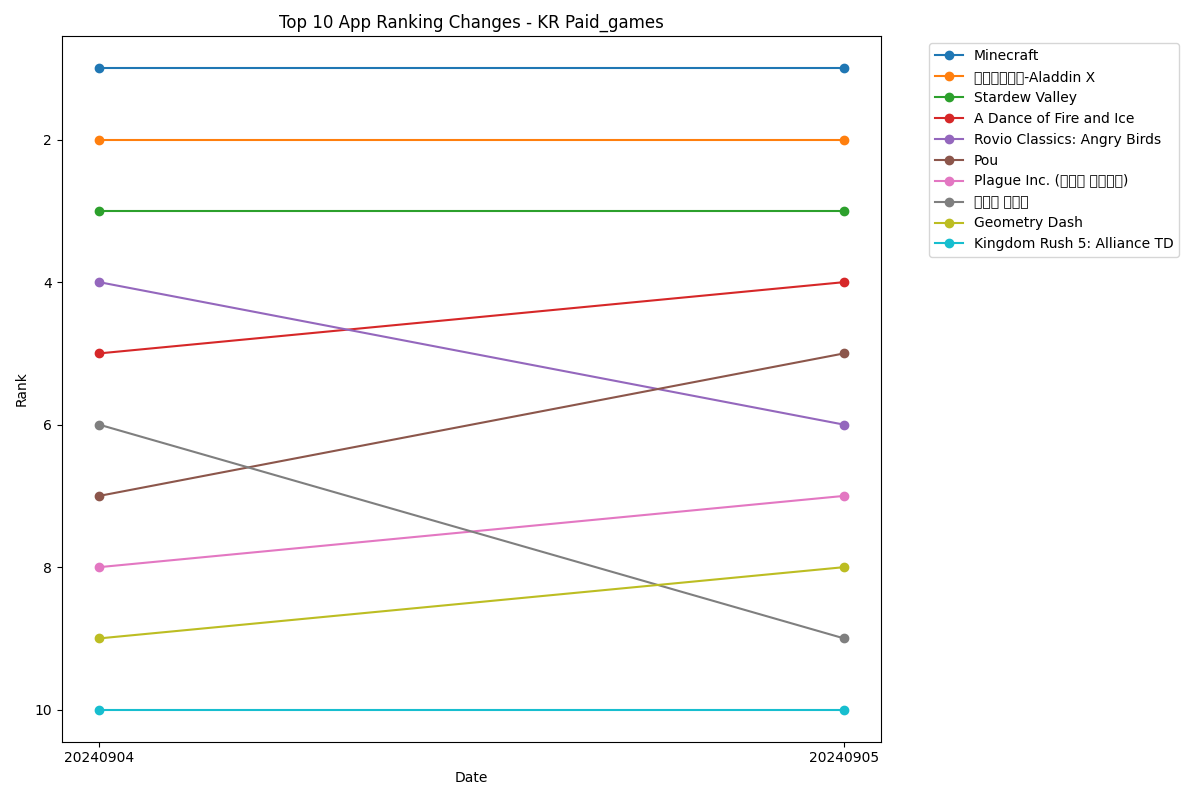 Top 10 App Ranking Changes - KR Paid_games
Minecraft
-Aladdin X
Stardew Valley
A Dance of Fire and Ice
Rovio Classics: Angry Birds
Pou
Plague Inc. (
Geometry Dash
Kingdom Rush 5: Alliance TD
2
4
6
8
10
Rank
20240904
20240905
Date